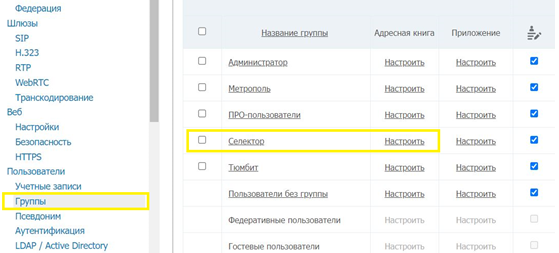 Федерация
Шлюзы
SIP
H.323
RTP
WebRTC
Транскодирование
Веб
Настройки
Безопасность
HTTPS
Пользователи
Учетные записи
Группы
Псевдоним
Аутентификация
LDAP / Active Directory
Название группы Адресная книга Приложение
Администратор Настроить Настроить
Метрополь Настроить Настроить
ПРО-пользователи Настроить Настроить
Селектор Настроить Настроить
Тюмбит Настроить Настроить
Пользователи без группы Настроить Настроить
Федеративные пользователи Настроить Настроить
Гостевые пользователи Настроить Настроить